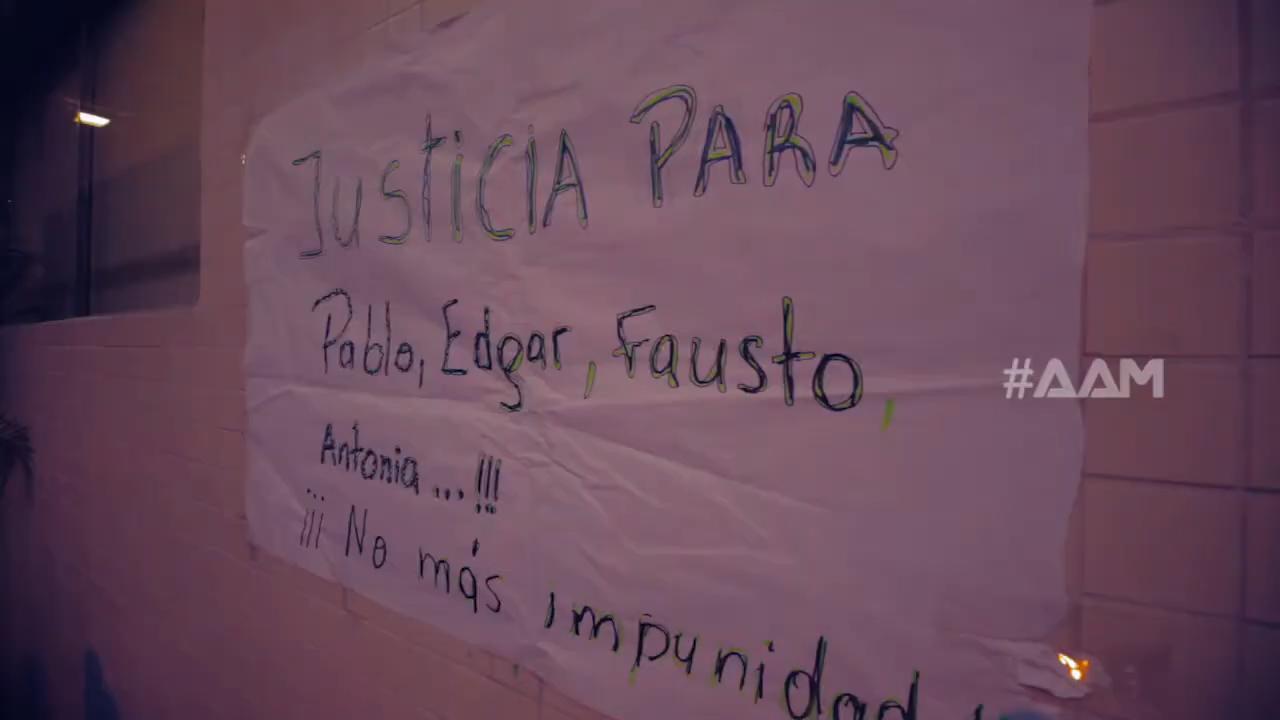 JUSTICIA PARA
Pablo, Edgar, Fausto,
Antonia ... !!!
¡¡¡ No más impunidad
#AAM